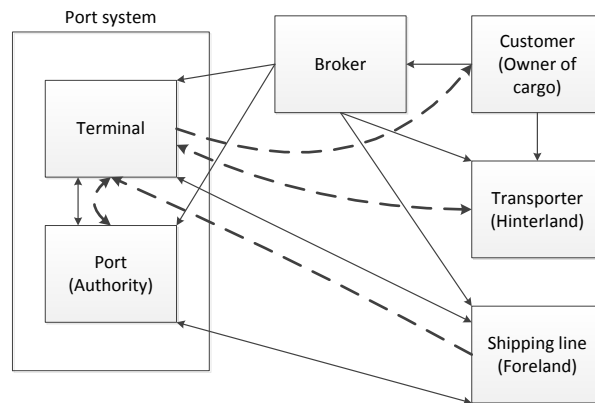 Port system
Terminal
Port
(Authority)
Broker
Customer
(Owner of
cargo)
Transporter
(Hinterland)
Shipping line
(Foreland)